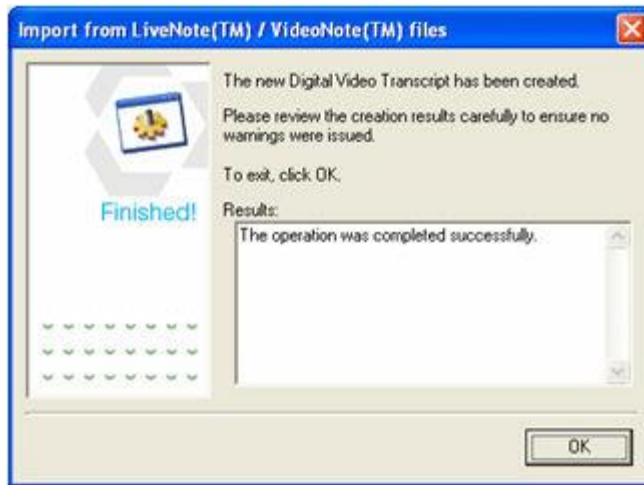 Import from LiveNote(TM) / VideoNote(TM) files
The new Digital Video Transcript has been created.
Please review the creation results carefully to ensure no
warnings were issued.
To exit, click OK.
Finished!
Results:
The operation was completed successfully.
OK